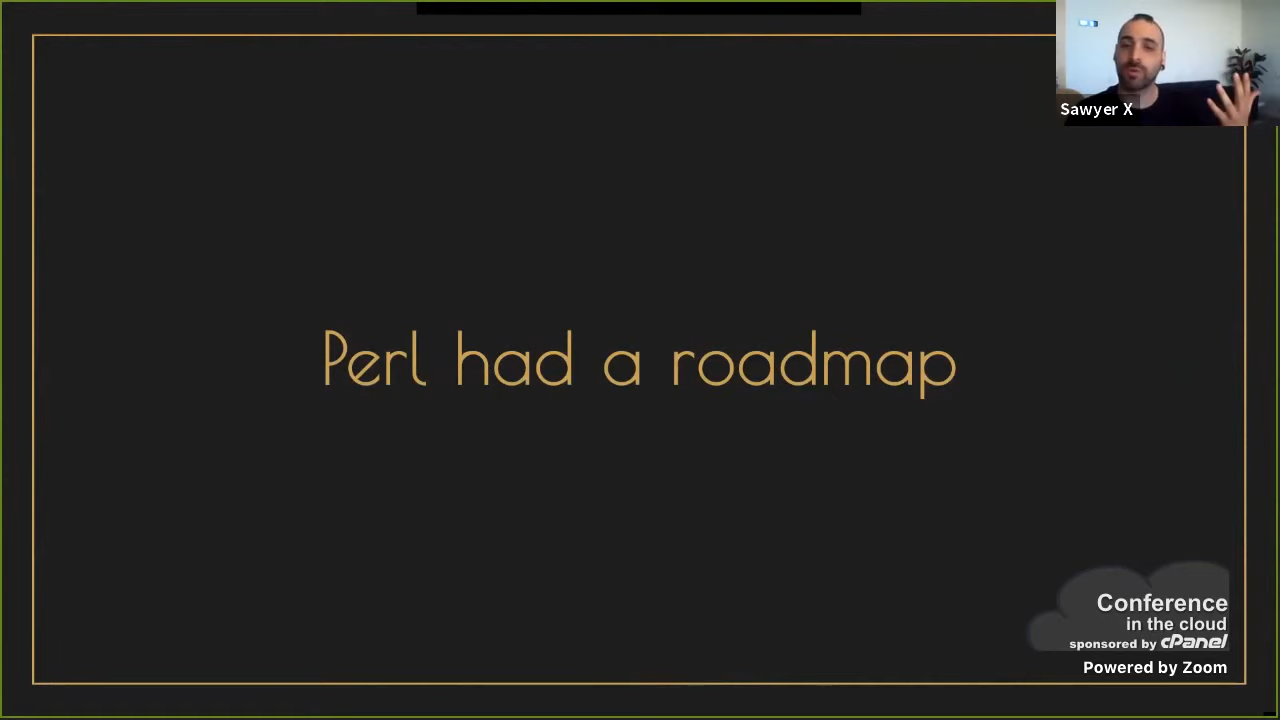 Sawyer X
Perl had a roadmap
Conference
in the cloud
sponsored by cPanel
Powered by Zoom